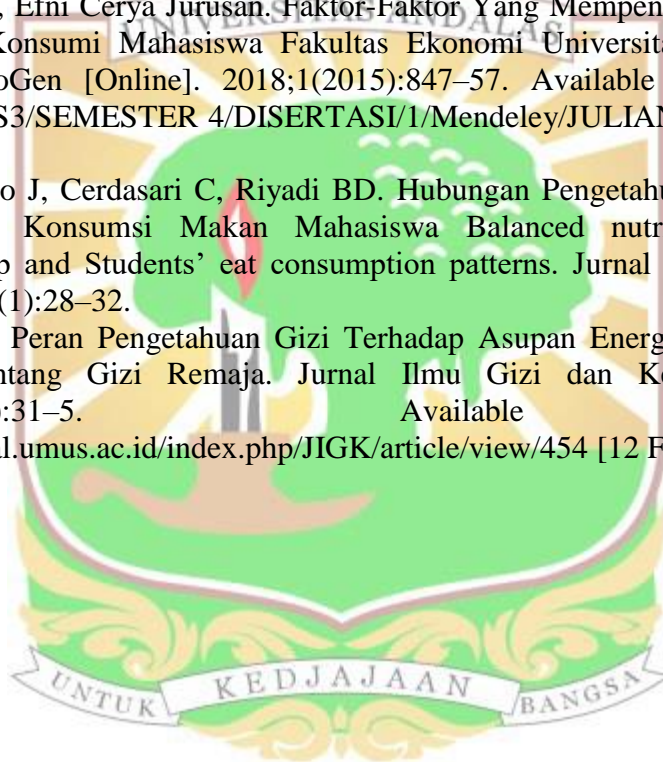 , Efni Cerya Jurusan. Faktor-Faktor Yang Mempen
UNIVERSITAS ANDALAS
Konsumi Mahasiswa Fakultas Ekonomi Universita
oGen [Online]. 2018;1(2015):847–57. Available
S3/SEMESTER 4/DISERTASI/1/Mendeley/JULIAN
o J, Cerdasari C, Riyadi BD. Hubungan Pengetahu
Konsumsi Makan Mahasiswa Balanced nutr
p and Students’ eat consumption patterns. Jurnal
(1):28–32.
Peran Pengetahuan Gizi Terhadap Asupan Energ
ntang Gizi Remaja. Jurnal Ilmu Gizi dan Ke
):31–5. Available
al.umus.ac.id/index.php/JIGK/article/view/454 [12 F
UNTUK KEDJAJAAN BANGSA